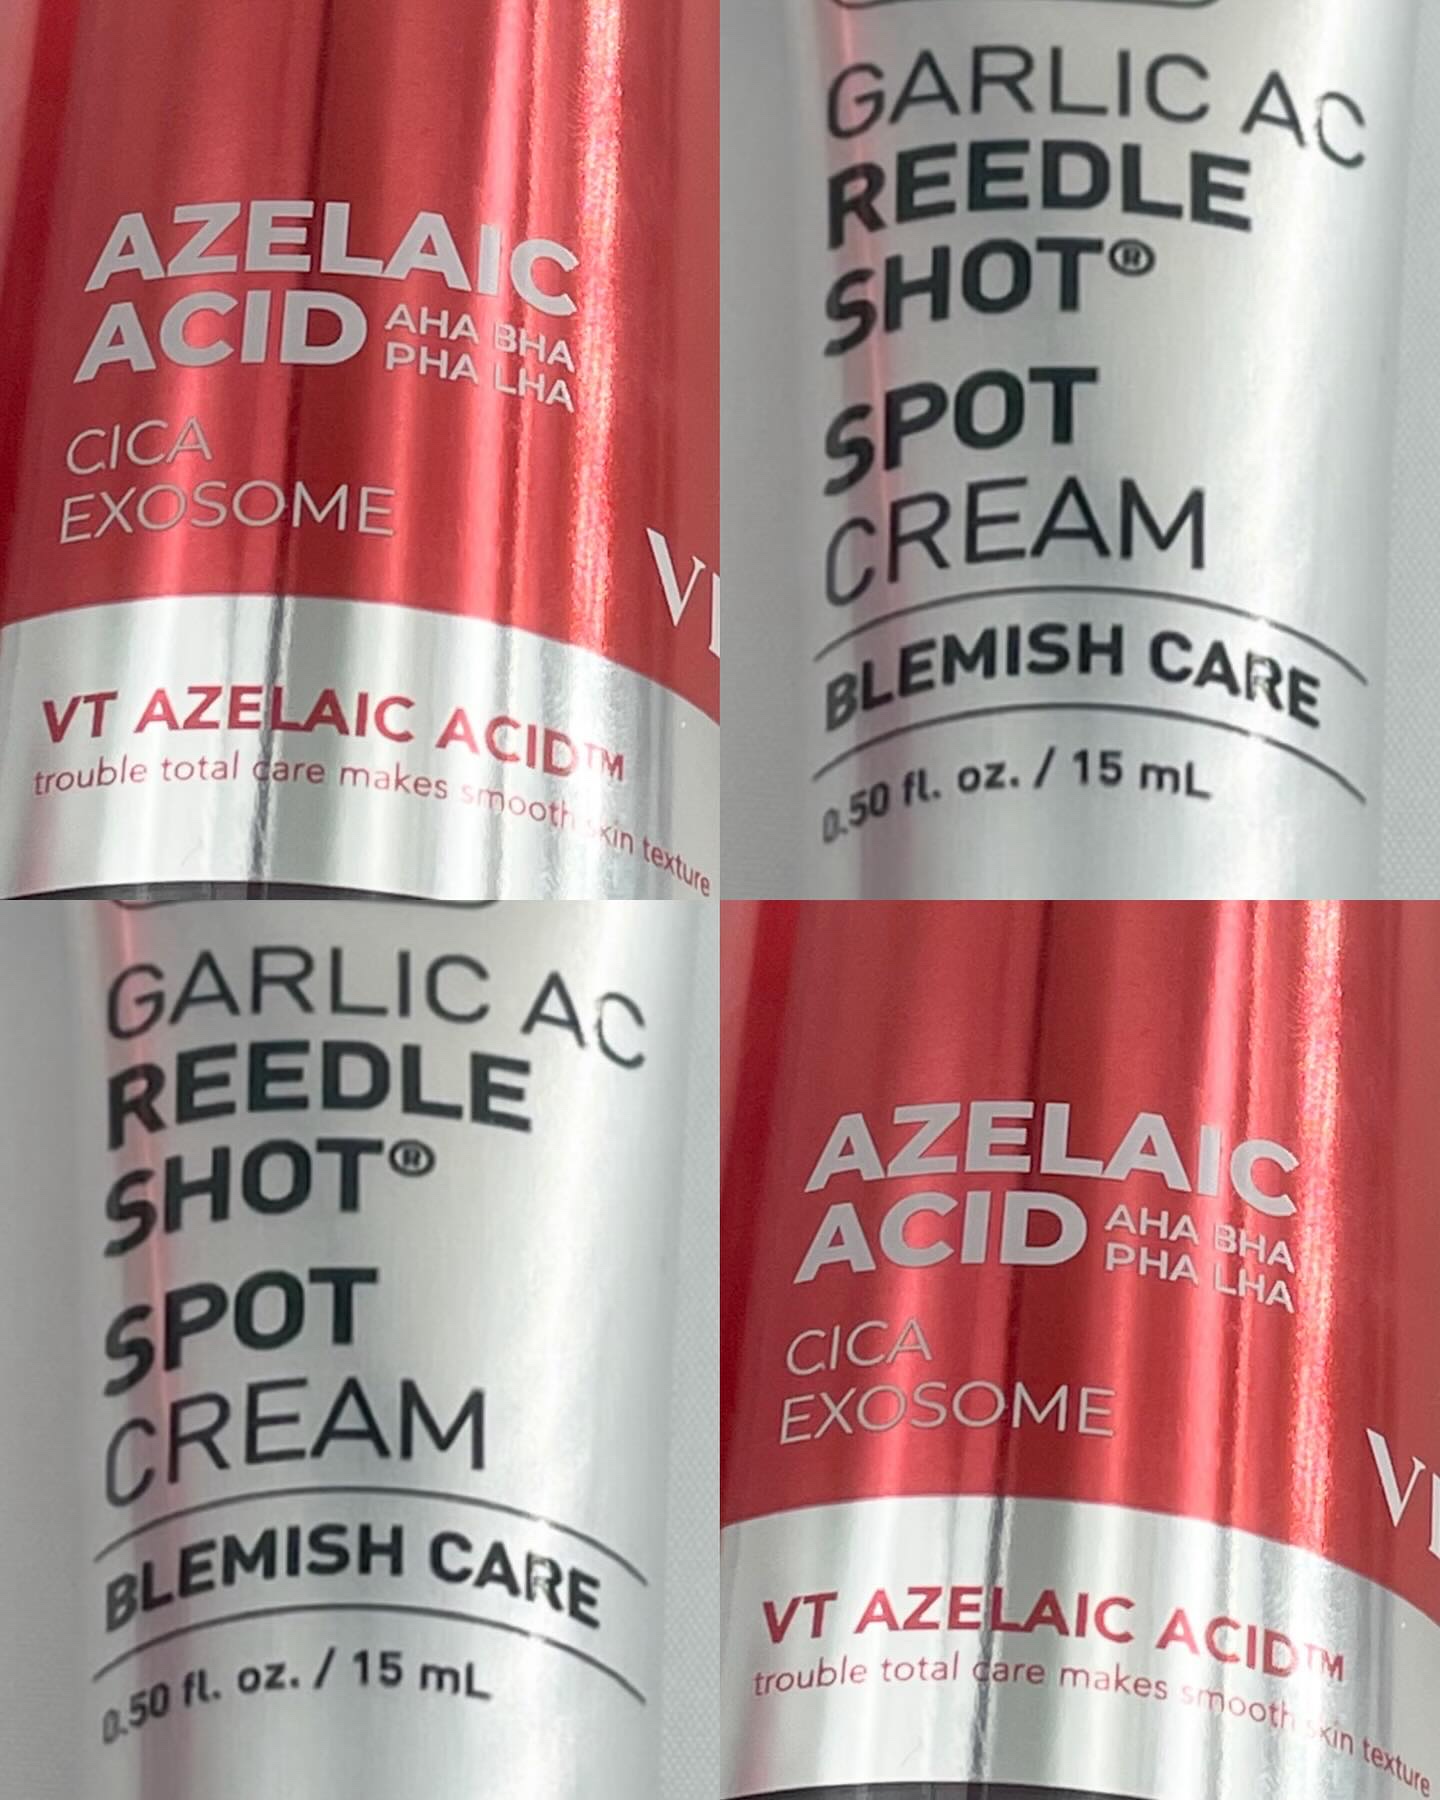 AZELAIC
ACID
AHA BHA
PHA LHA
CICA
EXOSOME
VT AZELAIC ACID™
trouble total care makes smooth skin texture
GARLIC AC
REEDLE
SHOT®
SPOT
CREAM
BLEMISH CARE
0.50 fl. oz. / 15 mL
GARLIC AC
REEDLE
SHOT®
SPOT
CREAM
BLEMISH CARE
0.50 fl. oz. / 15 mL
AZELAIC
ACID
AHA BHA
PHA LHA
CICA
EXOSOME
VT AZELAIC ACID™
trouble total care makes smooth skin texture